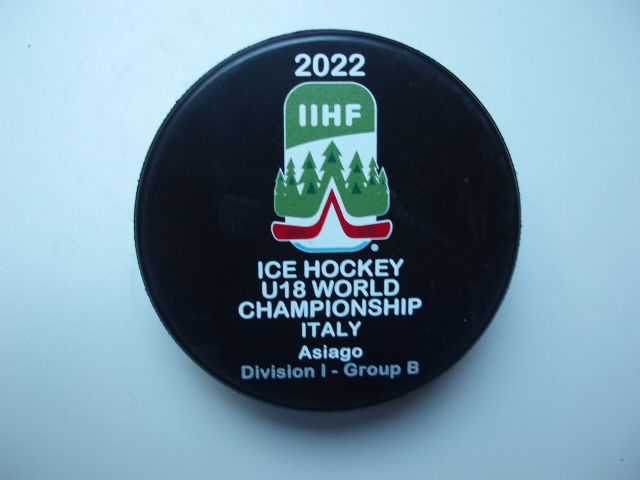 2022
IIHF
®
ICE HOCKEY
U18 WORLD
CHAMPIONSHIP
ITALY
Asiago
Division I - Group B